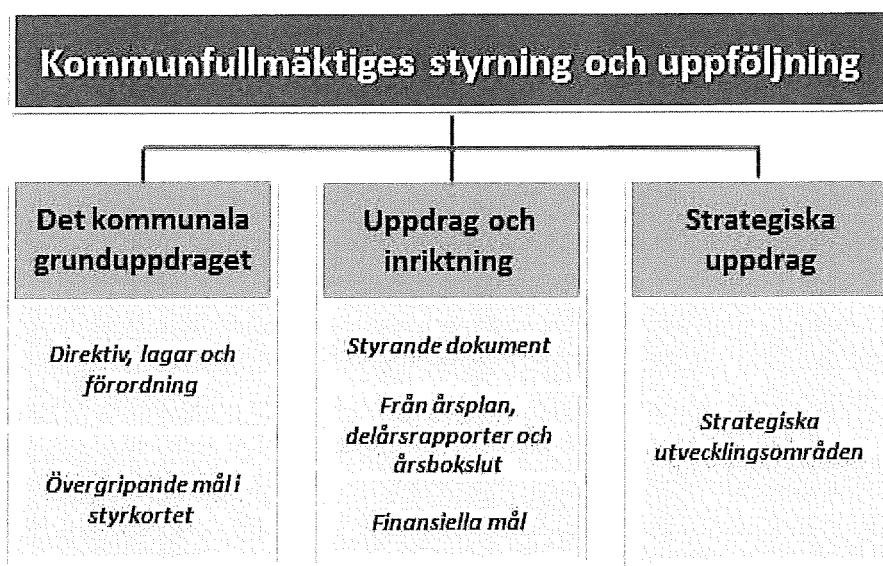 Kommunfullmäktiges styrning och uppföljning
Det kommunala
grunduppdraget
Direktiv, lagar och
förordning
Övergripande mål i
styrkortet
Uppdrag och
inriktning
Styrande dokument
Från årsplan,
delårsrapporter och
årsbokslut
Finansiella mål
Strategiska
uppdrag
Strategiska
utvecklingsområden